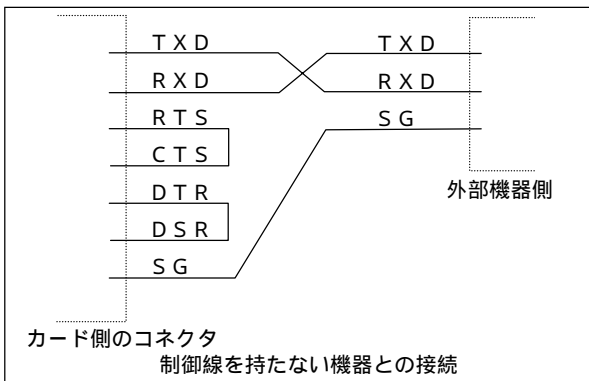 TXD TXD
RXD RXD
RTS SG
CTS
DTR 外部機器側
DSR
SG
カード側のコネクタ
制御線を持たない機器との接続